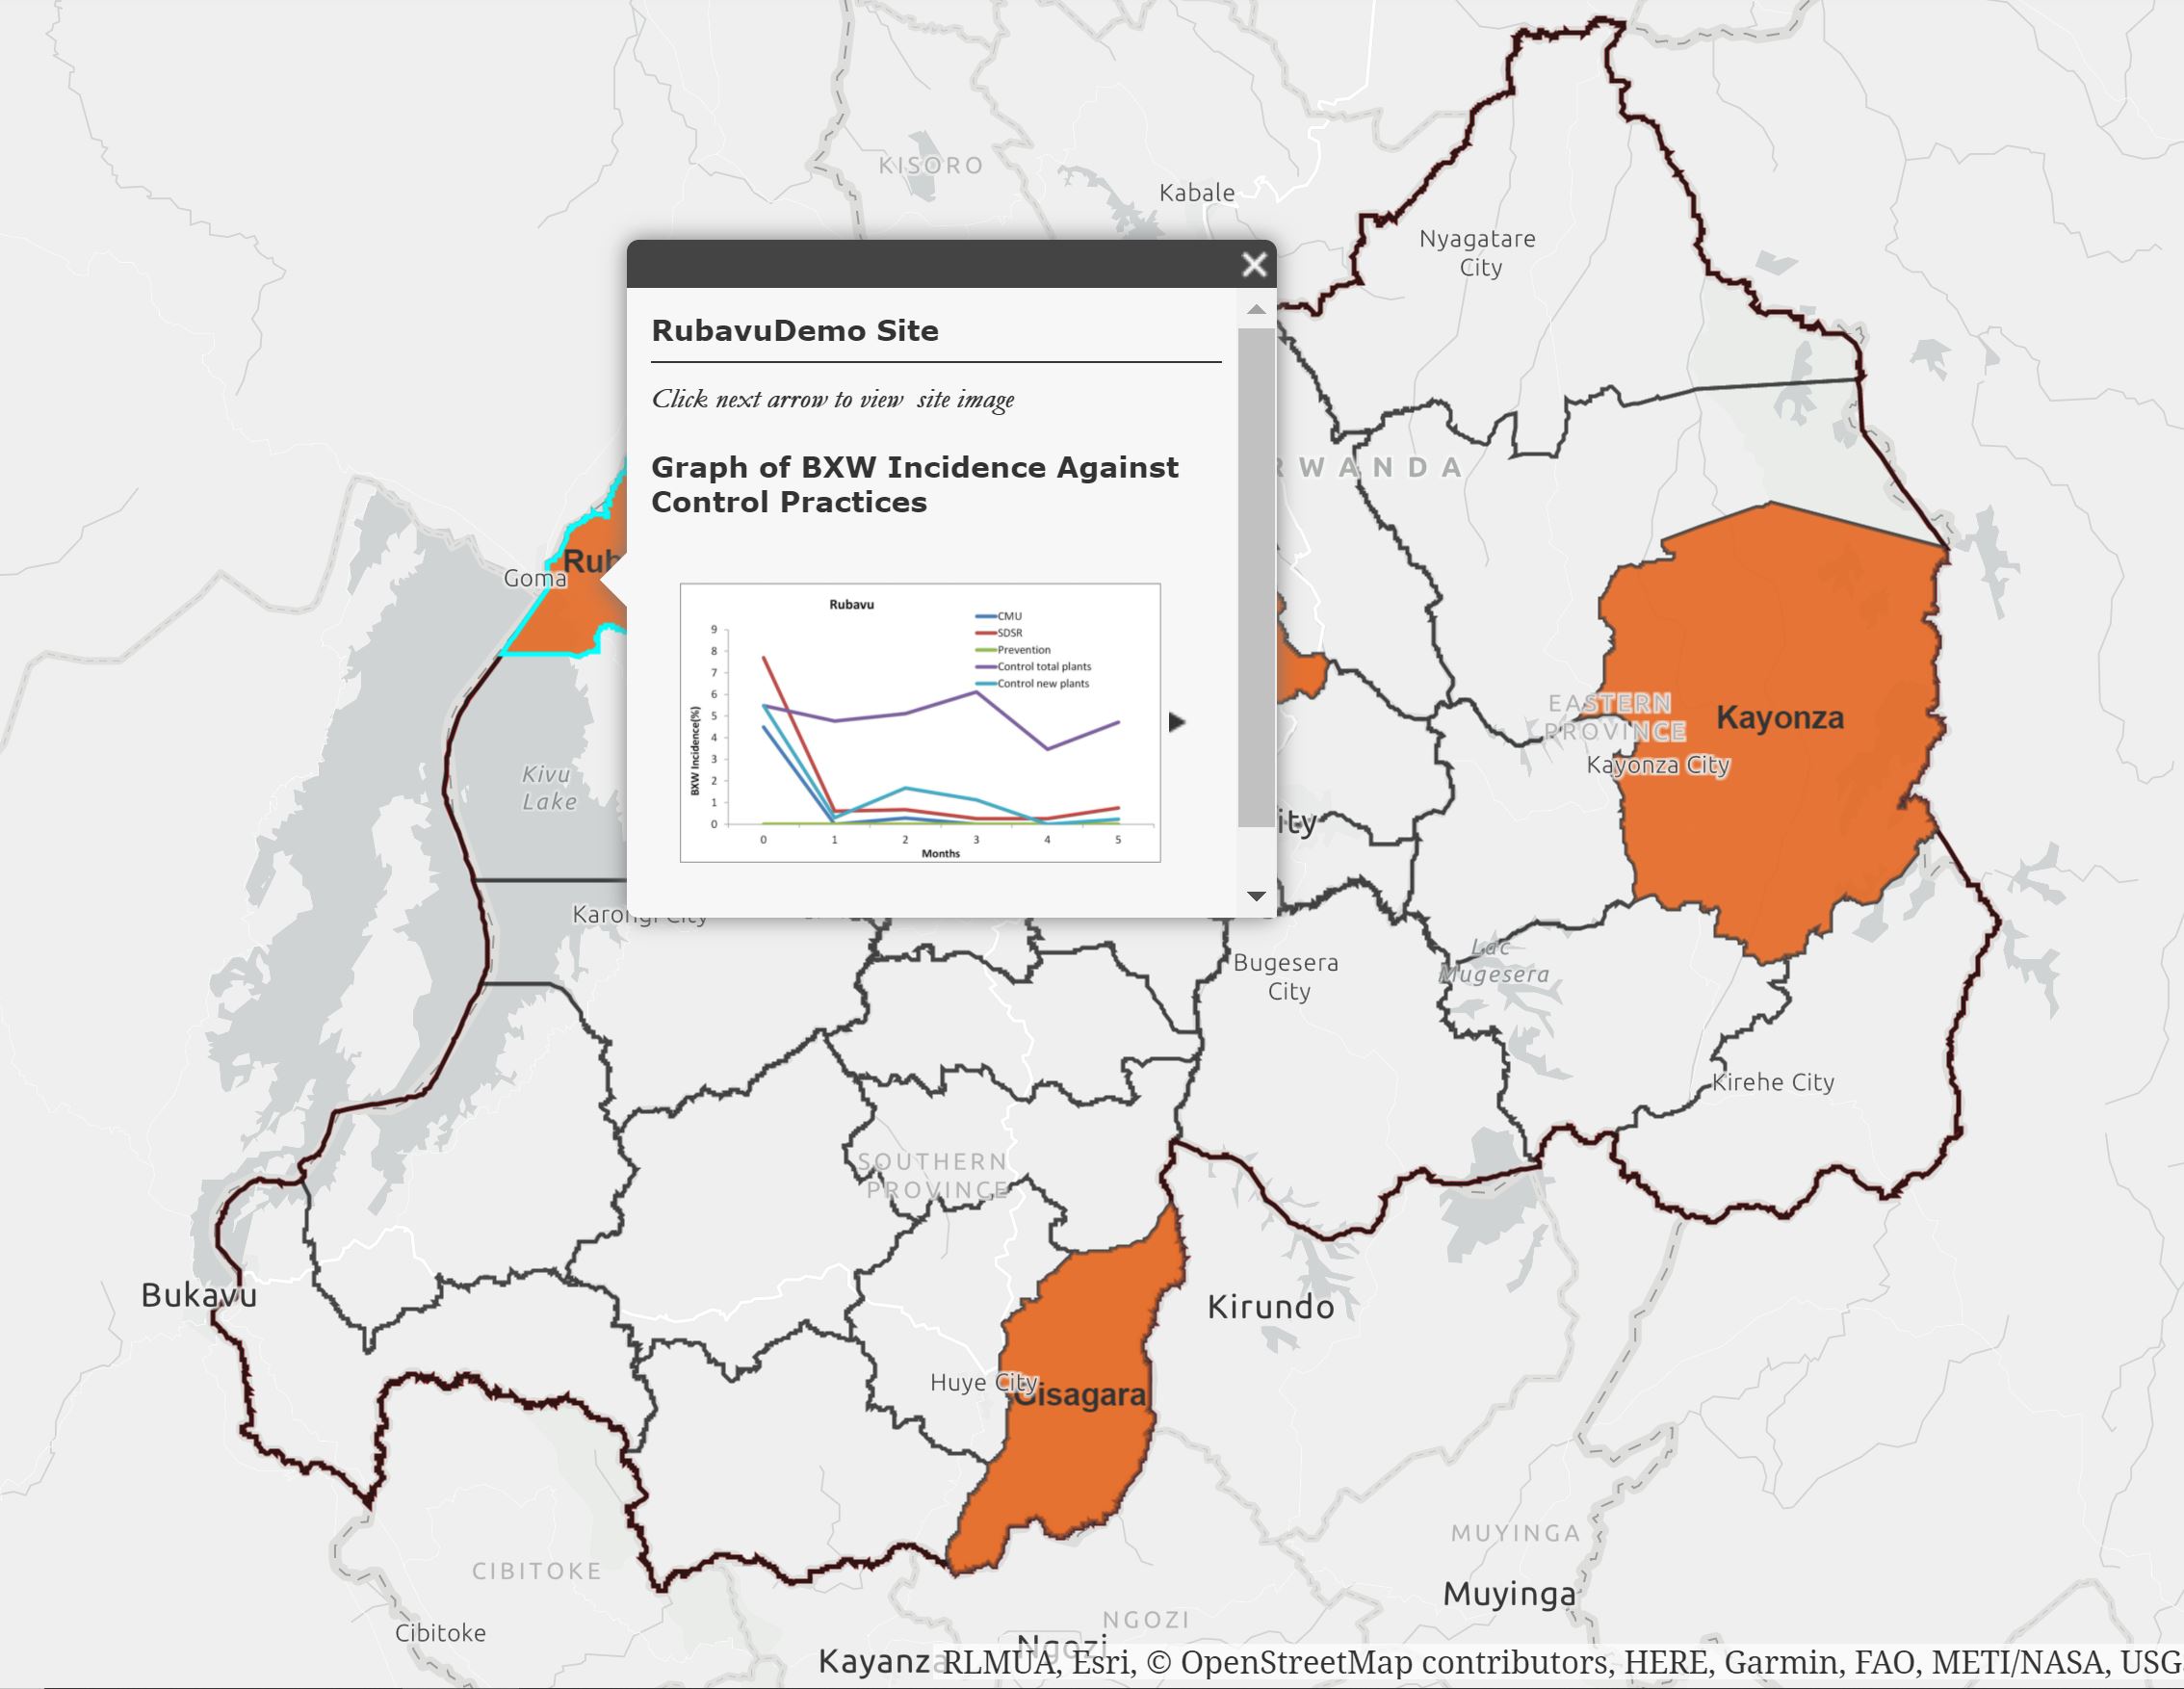 KISORO
Kabale
Nyagatare
City
RubavuDemo Site
Click next arrow to view  site image
Graph of BXW Incidence Against
Control Practices
RWANDA
Rub
Goma
Rubavu
CMU
SDSR
Prevention
Control total plants
Control new plants
BXW Incidence(%)
9
8
7
6
5
4
3
2
1
0
0 1 2 3 4 5
Months
EASTERN
PROVINCE
Kayonza
Kayonza City
Kivu
Lake
ity
Karongi City
Bugesera
City
Lac
Mugesera
Kirehe City
SOUTHERN
PROVINCE
Bukavu
Kirundo
Huye City
Gisagara
MUYINGA
CIBITOKE
Muyinga
NGOZI
Cibitoke
Ngozi
Kayanza
RLMUA, Esri, © OpenStreetMap contributors, HERE, Garmin, FAO, METI/NASA, USG